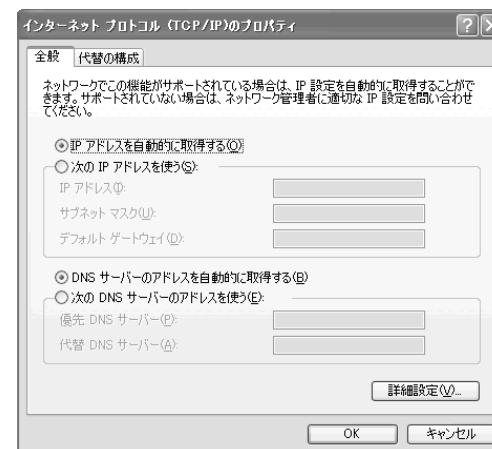 インターネット プロトコル (TCP/IP)のプロパティ
全般
代替の構成
ネットワークでこの機能がサポートされている場合は、IP 設定を自動的に取得することがで
きます。サポートされていない場合は、ネットワーク管理者に適切な IP 設定を問い合わせ
てください。
IP アドレスを自動的に取得する(O)
次の IP アドレスを使う(S):
IP アドレス(I):
サブネット マスク(U):
デフォルト ゲートウェイ(D):
DNS サーバーのアドレスを自動的に取得する(B)
次の DNS サーバーのアドレスを使う(E):
優先 DNS サーバー(P):
代替 DNS サーバー(A):
詳細設定(V)...
OK
キャンセル